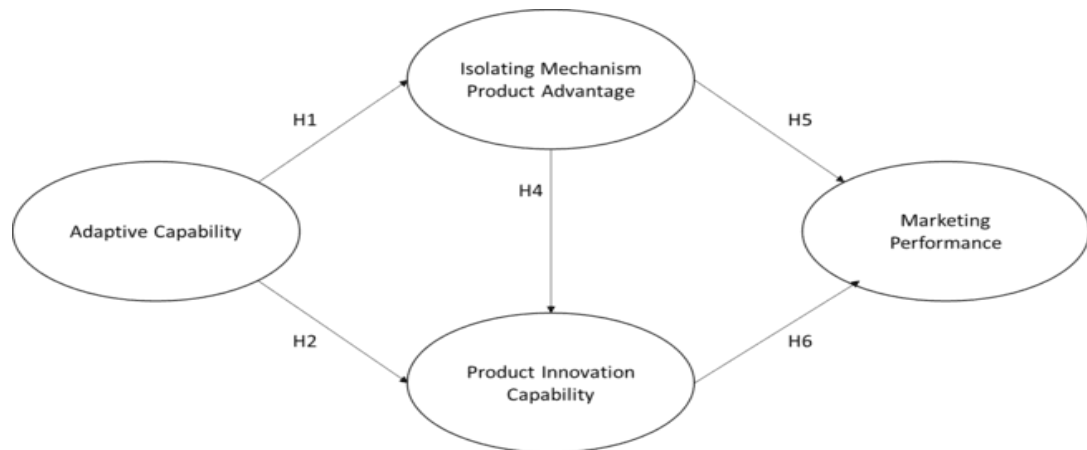 Isolating Mechanism
Product Advantage
H1
H5
H4
Adaptive Capability
Marketing
Performance
H2
H6
Product Innovation
Capability